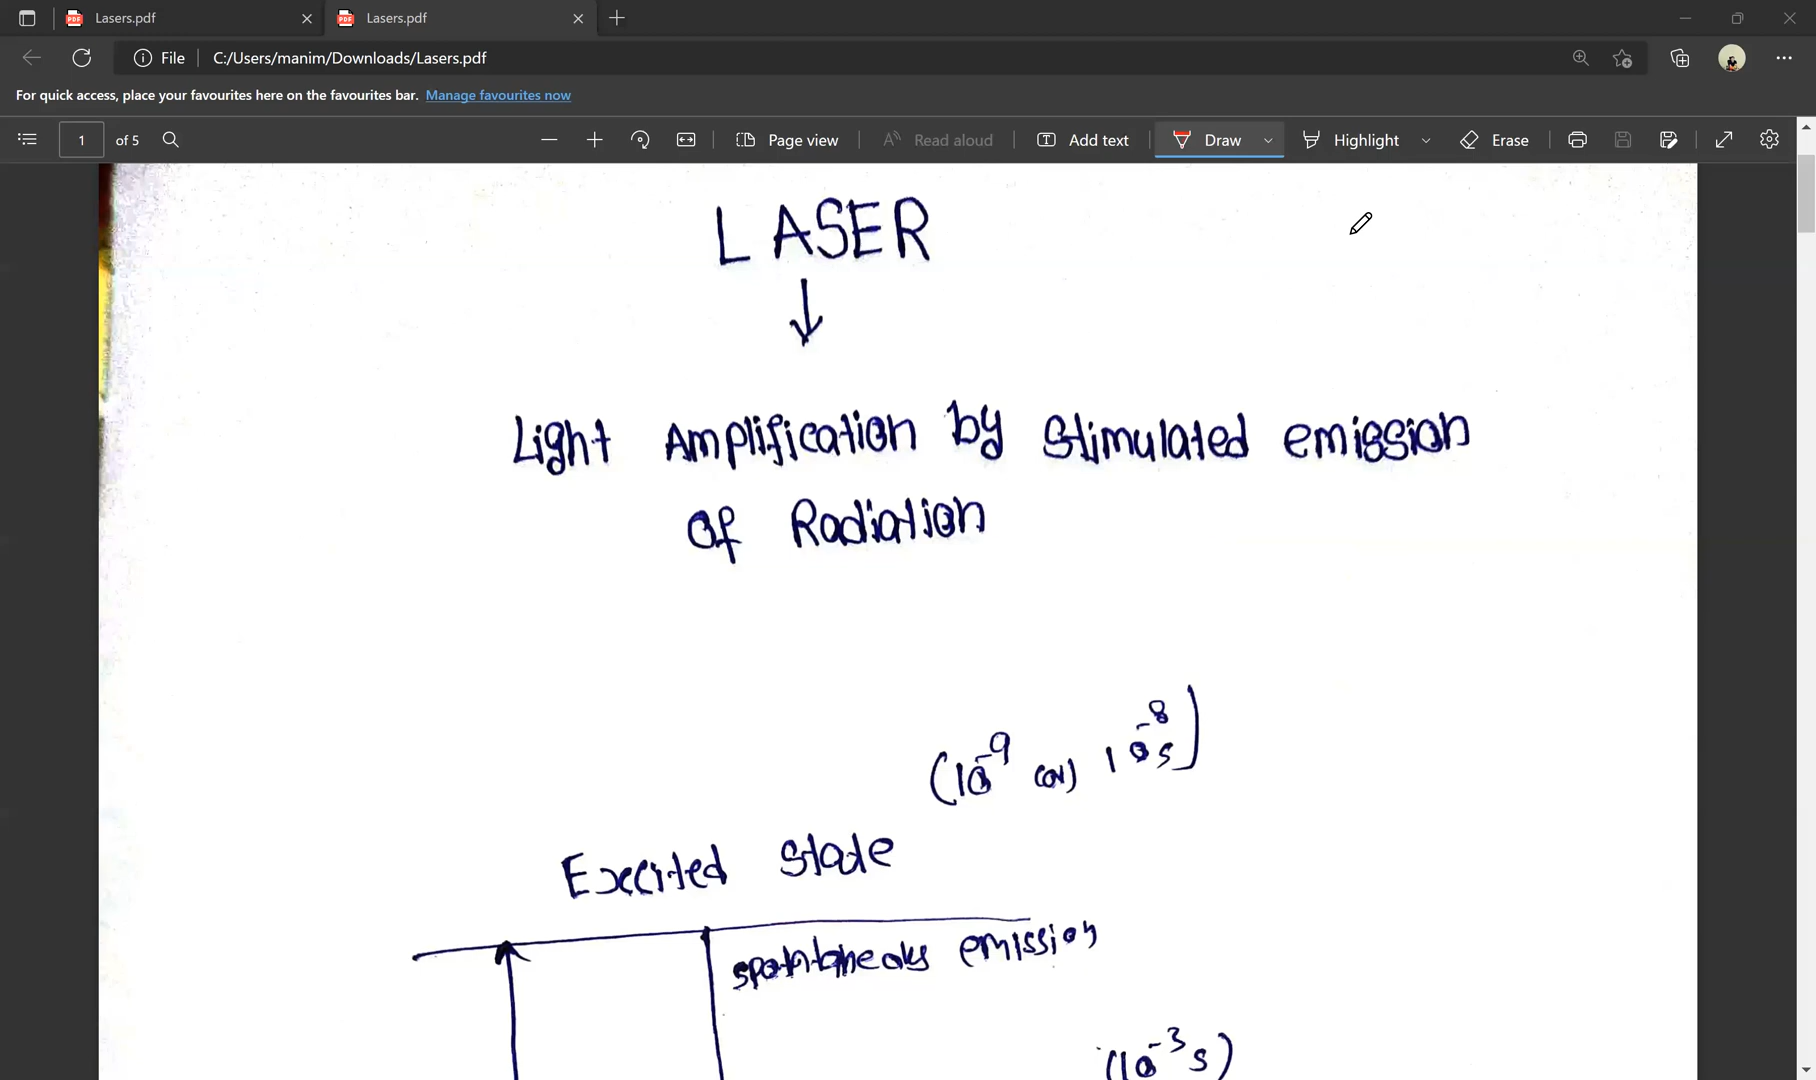 Lasers.pdf
Lasers.pdf
File C:/Users/manim/Downloads/Lasers.pdf
For quick access, place your favourites here on the favourites bar. Manage favourites now
1 of 5 Page view Read aloud Add text Draw Highlight Erase
LASER
Light Amplification by Stimulated emission
of Radiation
(10⁻⁹ (or) 10⁻⁸s)
Excited state
spontaneous emission
(10⁻³ s)